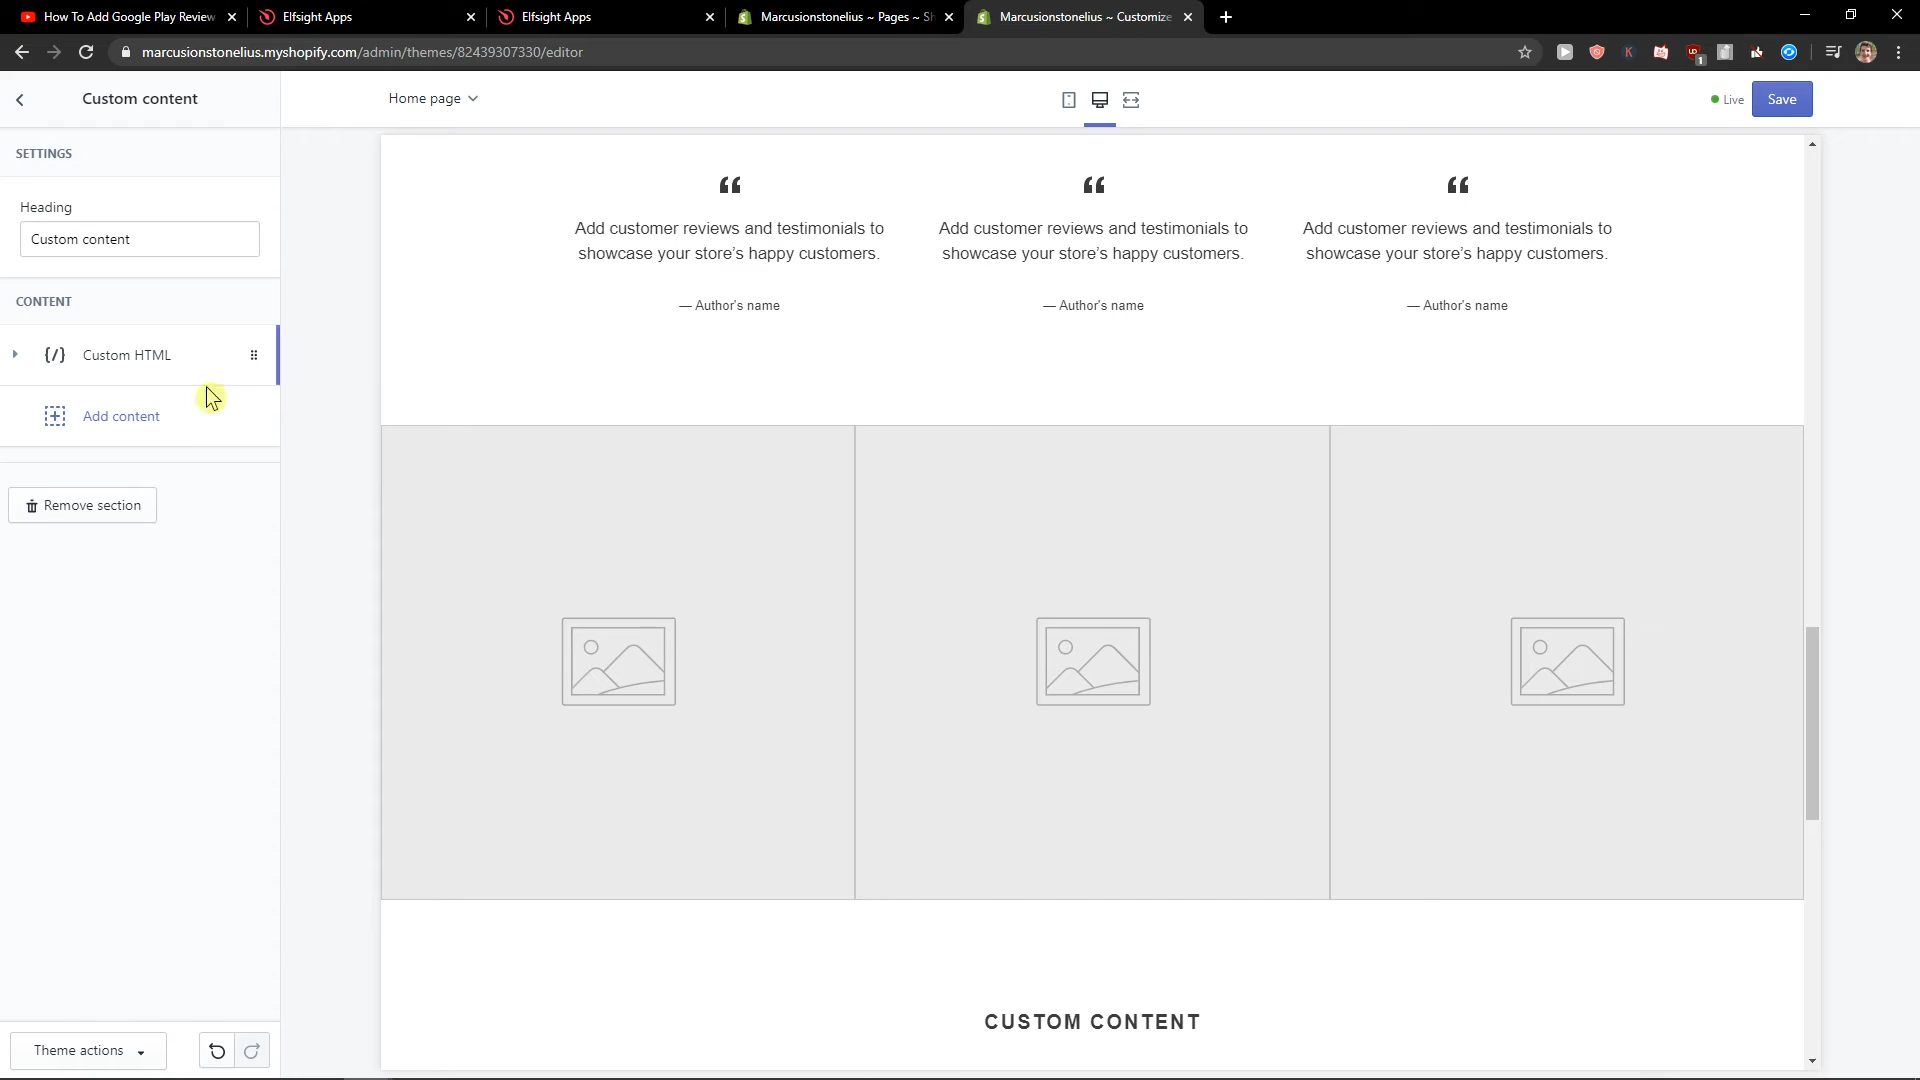 How To Add Google Play Review
Elfsight Apps
Elfsight Apps
Marcusionstonelius ~ Pages ~ Sh
Marcusionstonelius ~ Customize
marcusionstonelius.myshopify.com/admin/themes/82439307330/editor
1
Custom content
Home page
Live
Save
SETTINGS
Heading
Custom content
CONTENT
{/} Custom HTML
Add content
Remove section
Theme actions
“
“
“
Add customer reviews and testimonials to
showcase your store’s happy customers.
— Author's name
Add customer reviews and testimonials to
showcase your store’s happy customers.
— Author's name
Add customer reviews and testimonials to
showcase your store’s happy customers.
— Author's name
CUSTOM CONTENT